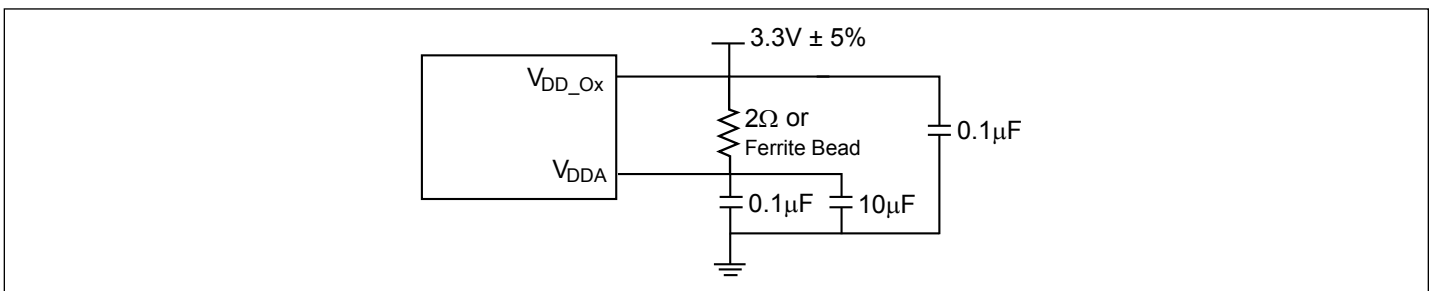 3.3V ± 5%
V_DD_Ox
2Ω or
Ferrite Bead
0.1µF
V_DDA
0.1µF
10µF